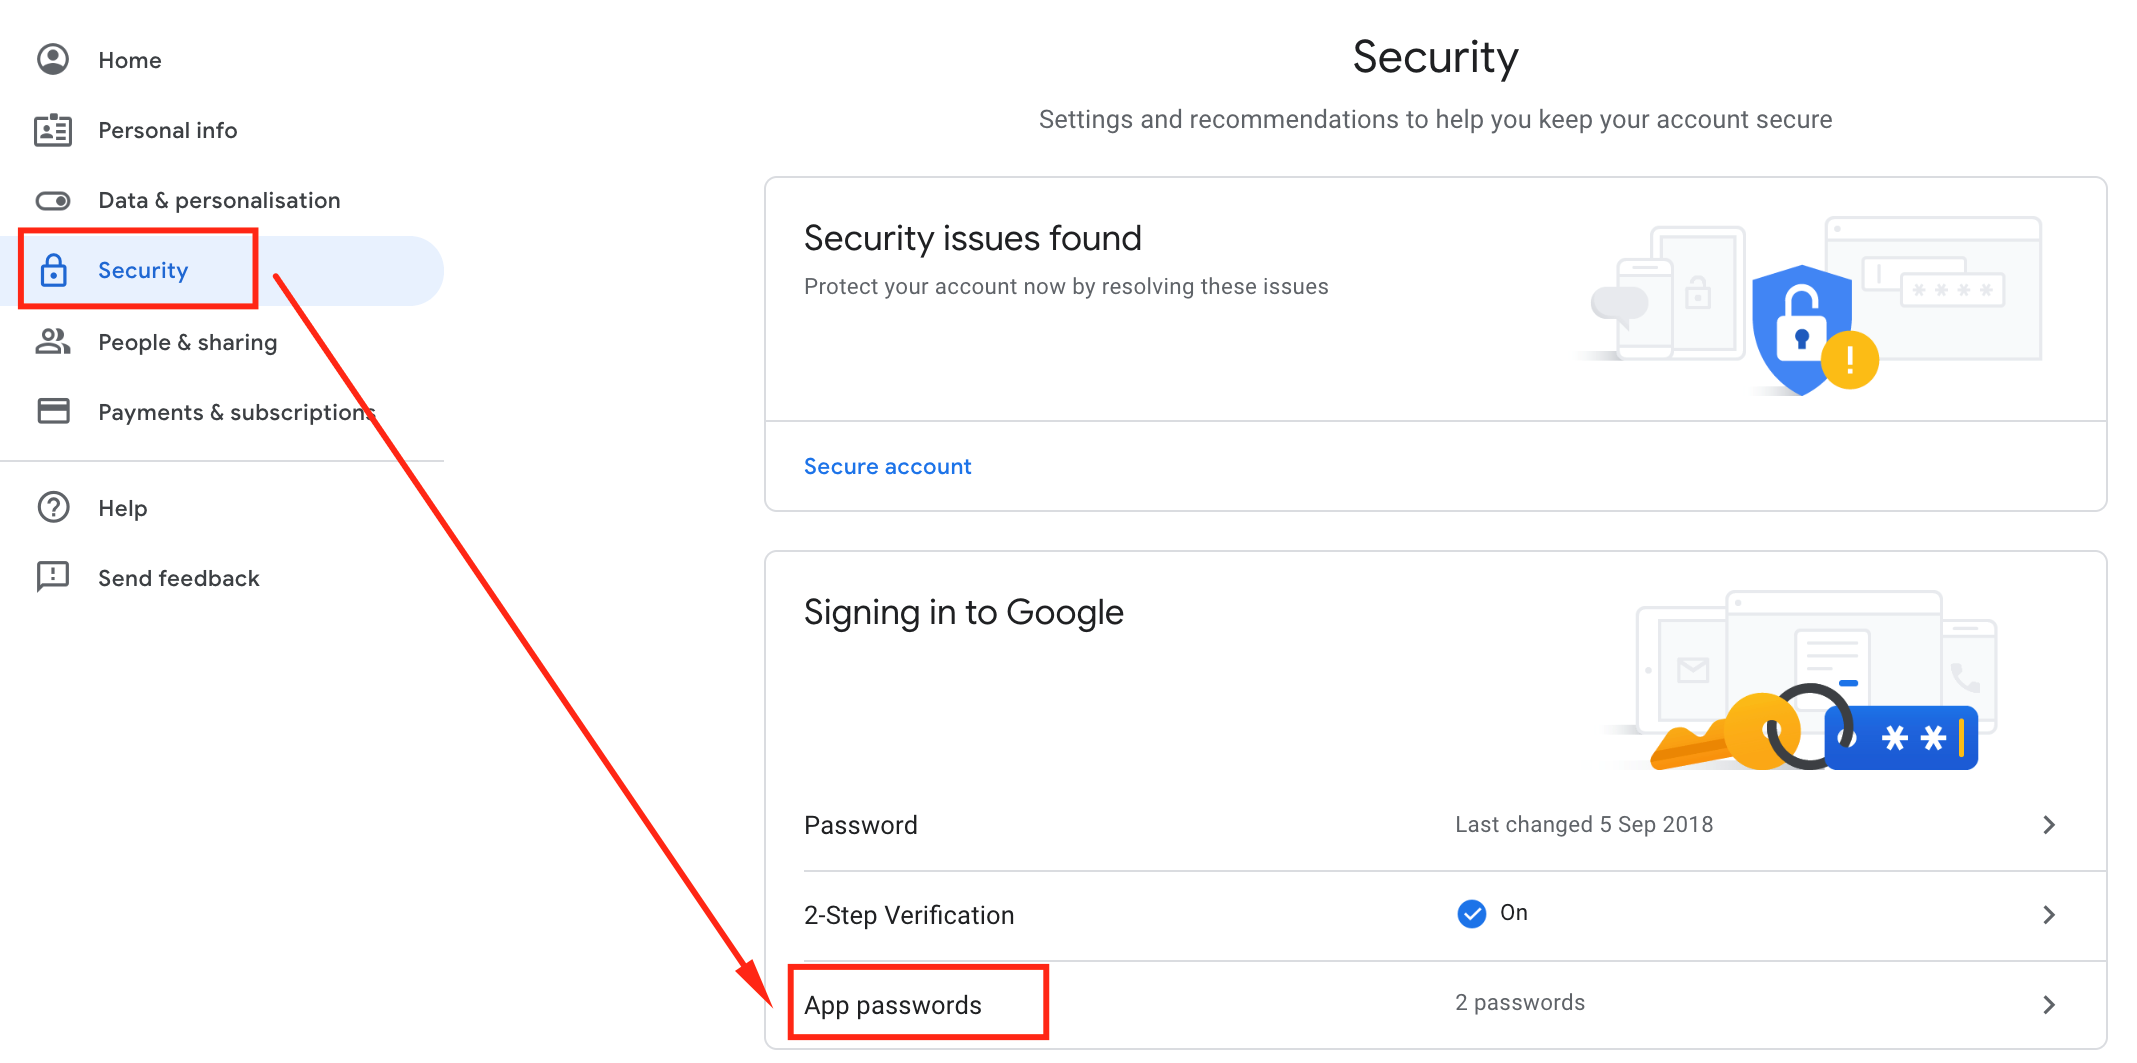 Home
Personal info
Data & personalisation
Security
People & sharing
Payments & subscriptions
Help
Send feedback
Security
Settings and recommendations to help you keep your account secure
Security issues found
Protect your account now by resolving these issues
****
Secure account
Signing in to Google
**
Password Last changed 5 Sep 2018
2-Step Verification On
App passwords 2 passwords